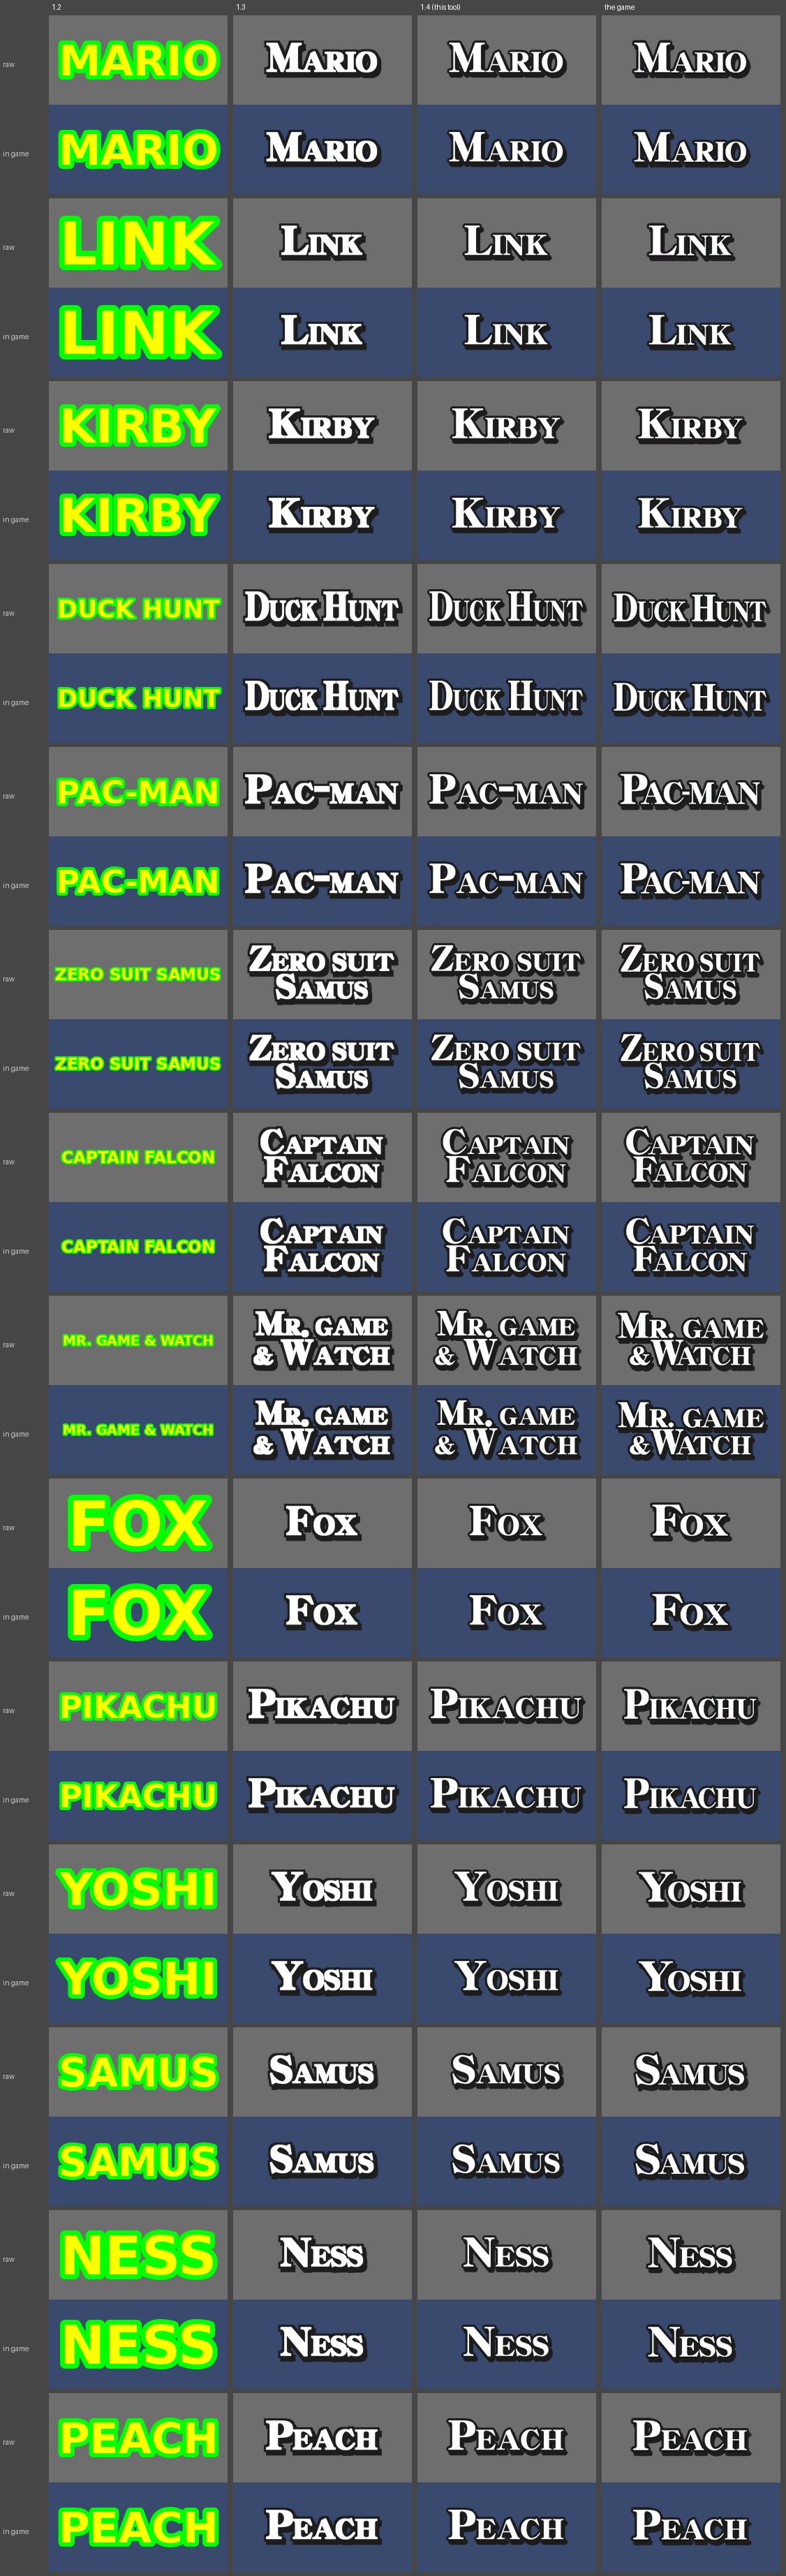 1.2 1.3 1.4 (this tool) the game
raw MARIO MARIO MARIO MARIO
in game MARIO MARIO MARIO MARIO
raw LINK LINK LINK LINK
in game LINK LINK LINK LINK
raw KIRBY KIRBY KIRBY KIRBY
in game KIRBY KIRBY KIRBY KIRBY
raw DUCK HUNT DUCK HUNT DUCK HUNT DUCK HUNT
in game DUCK HUNT DUCK HUNT DUCK HUNT DUCK HUNT
raw PAC-MAN PAC-MAN PAC-MAN PAC-MAN
in game PAC-MAN PAC-MAN PAC-MAN PAC-MAN
raw ZERO SUIT SAMUS ZERO SUIT SAMUS ZERO SUIT SAMUS ZERO SUIT SAMUS
in game ZERO SUIT SAMUS ZERO SUIT SAMUS ZERO SUIT SAMUS ZERO SUIT SAMUS
raw CAPTAIN FALCON CAPTAIN FALCON CAPTAIN FALCON CAPTAIN FALCON
in game CAPTAIN FALCON CAPTAIN FALCON CAPTAIN FALCON CAPTAIN FALCON
raw MR. GAME & WATCH MR. GAME & WATCH MR. GAME & WATCH MR. GAME &WATCH
in game MR. GAME & WATCH MR. GAME & WATCH MR. GAME & WATCH MR. GAME &WATCH
raw FOX FOX FOX FOX
in game FOX FOX FOX FOX
raw PIKACHU PIKACHU PIKACHU PIKACHU
in game PIKACHU PIKACHU PIKACHU PIKACHU
raw YOSHI YOSHI YOSHI YOSHI
in game YOSHI YOSHI YOSHI YOSHI
raw SAMUS SAMUS SAMUS SAMUS
in game SAMUS SAMUS SAMUS SAMUS
raw NESS NESS NESS NESS
in game NESS NESS NESS NESS
raw PEACH PEACH PEACH PEACH
in game PEACH PEACH PEACH PEACH